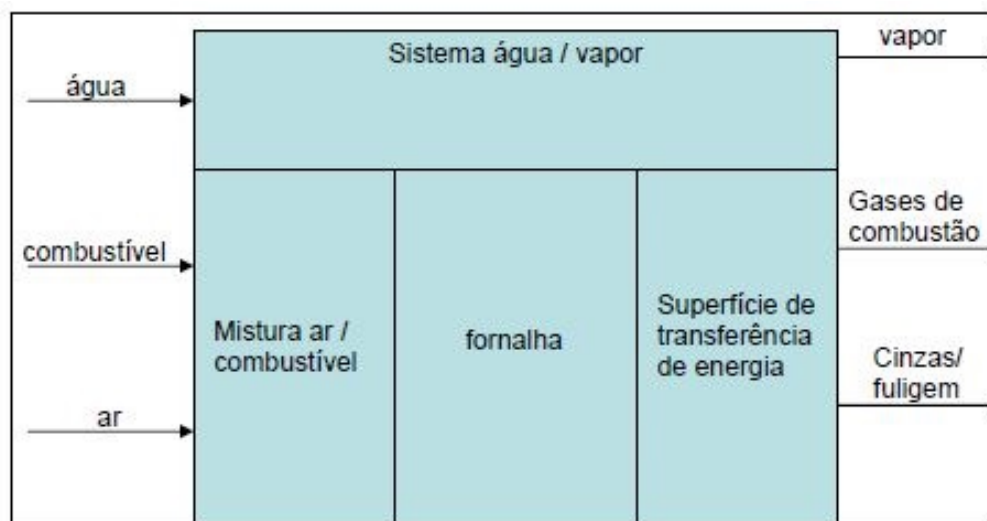 Sistema água / vapor
vapor
água
Gases de
combustão
combustível
Mistura ar /
combustível
fornalha
Superfície de
transferência
de energia
Cinzas/
fuligem
ar